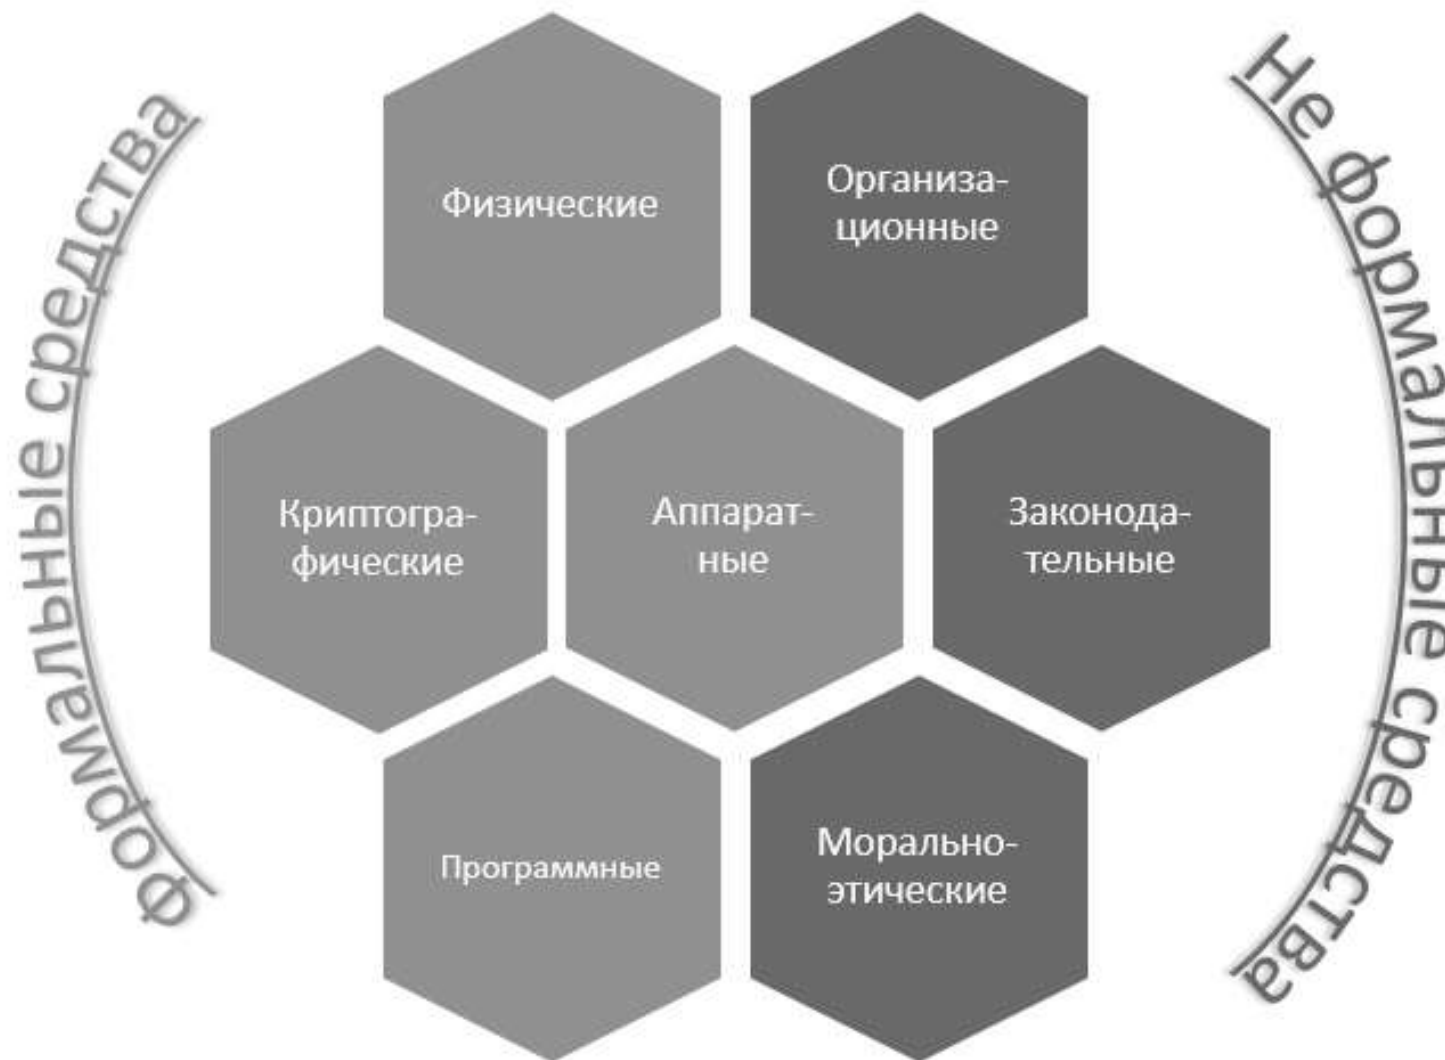 Формальные средства
Физические
Организа-
ционные
Не формальные средства
Криптогра-
фические
Аппарат-
ные
Законода-
тельные
Программные
Морально-
этические